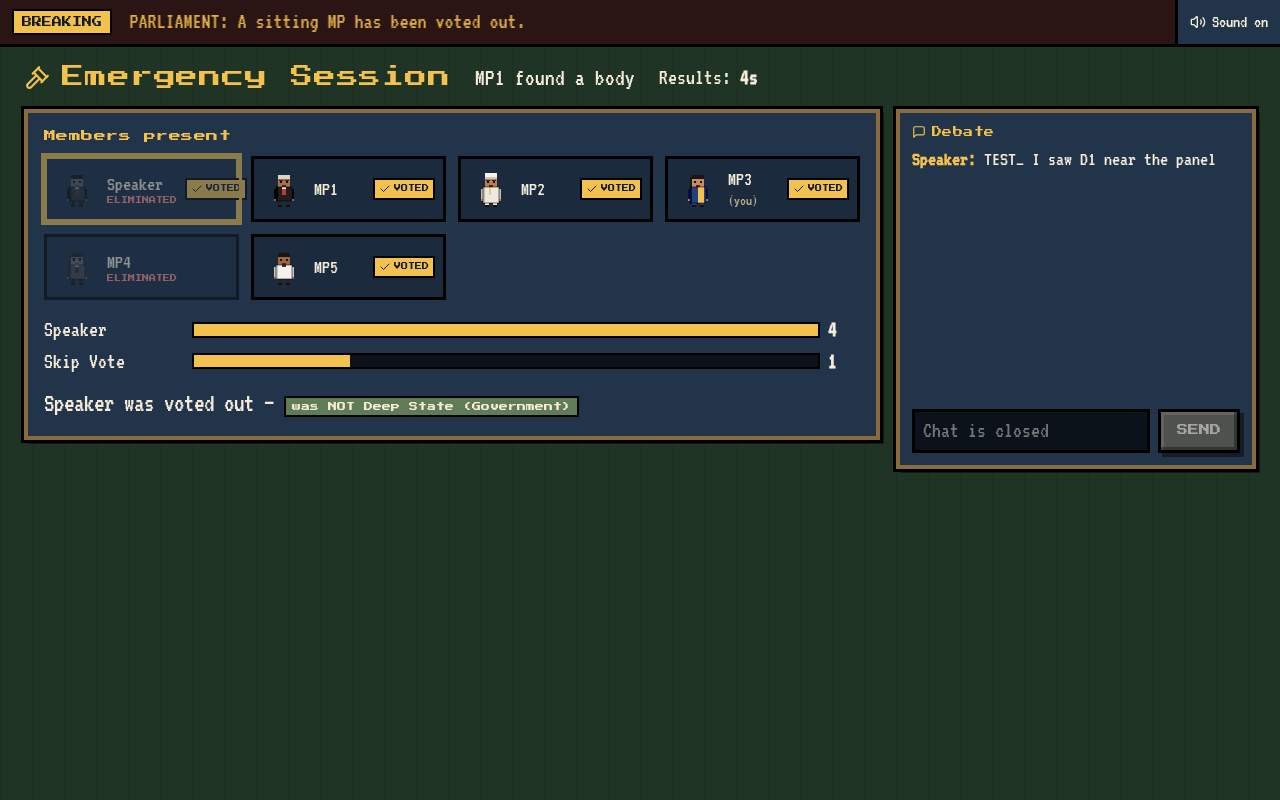 BREAKING PARLIAMENT: A sitting MP has been voted out. Sound on
Emergency Session MP1 found a body Results: 4s
Members present
Speaker ELIMINATED VOTED
MP1 VOTED
MP2 VOTED
MP3 (you) VOTED
MP4 ELIMINATED
MP5 VOTED
Speaker 4
Skip Vote 1
Speaker was voted out — was NOT Deep State (Government)
Debate
Speaker: TEST_ I saw D1 near the panel
Chat is closed SEND